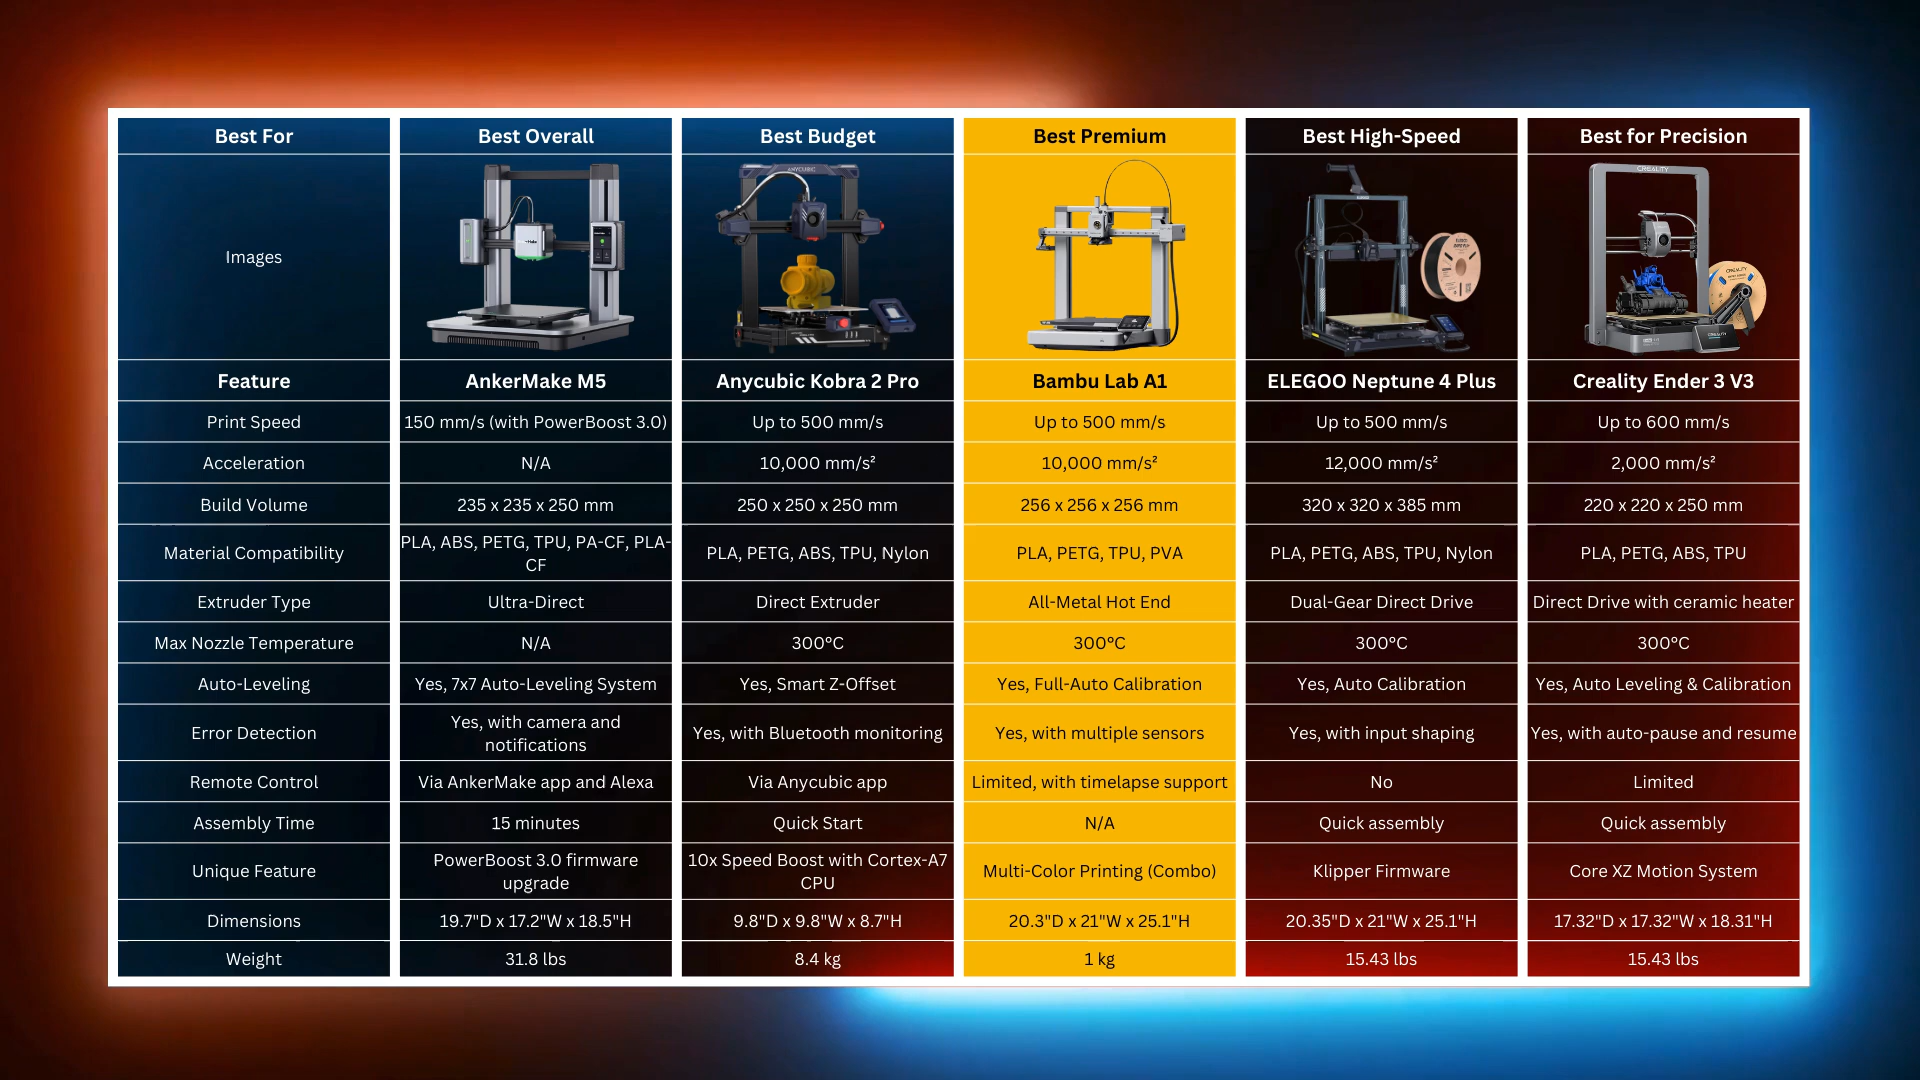 Best For
Best Overall
Best Budget
Best Premium
Best High-Speed
Best for Precision
Images
ANYCUBIC
CREALITY
CREALITY
CREALITY
Feature
AnkerMake M5
Anycubic Kobra 2 Pro
Bambu Lab A1
ELEGOO Neptune 4 Plus
Creality Ender 3 V3
Print Speed
150 mm/s (with PowerBoost 3.0)
Up to 500 mm/s
Up to 500 mm/s
Up to 500 mm/s
Up to 600 mm/s
Acceleration
N/A
10,000 mm/s²
10,000 mm/s²
12,000 mm/s²
2,000 mm/s²
Build Volume
235 x 235 x 250 mm
250 x 250 x 250 mm
256 x 256 x 256 mm
320 x 320 x 385 mm
220 x 220 x 250 mm
Material Compatibility
PLA, ABS, PETG, TPU, PA-CF, PLA-
CF
PLA, PETG, ABS, TPU, Nylon
PLA, PETG, TPU, PVA
PLA, PETG, ABS, TPU, Nylon
PLA, PETG, ABS, TPU
Extruder Type
Ultra-Direct
Direct Extruder
All-Metal Hot End
Dual-Gear Direct Drive
Direct Drive with ceramic heater
Max Nozzle Temperature
N/A
300°C
300°C
300°C
300°C
Auto-Leveling
Yes, 7x7 Auto-Leveling System
Yes, Smart Z-Offset
Yes, Full-Auto Calibration
Yes, Auto Calibration
Yes, Auto Leveling & Calibration
Error Detection
Yes, with camera and
notifications
Yes, with Bluetooth monitoring
Yes, with multiple sensors
Yes, with input shaping
Yes, with auto-pause and resume
Remote Control
Via AnkerMake app and Alexa
Via Anycubic app
Limited, with timelapse support
No
Limited
Assembly Time
15 minutes
Quick Start
N/A
Quick assembly
Quick assembly
Unique Feature
PowerBoost 3.0 firmware
upgrade
10x Speed Boost with Cortex-A7
CPU
Multi-Color Printing (Combo)
Klipper Firmware
Core XZ Motion System
Dimensions
19.7"D x 17.2"W x 18.5"H
9.8"D x 9.8"W x 8.7"H
20.3"D x 21"W x 25.1"H
20.35"D x 21"W x 25.1"H
17.32"D x 17.32"W x 18.31"H
Weight
31.8 lbs
8.4 kg
1 kg
15.43 lbs
15.43 lbs